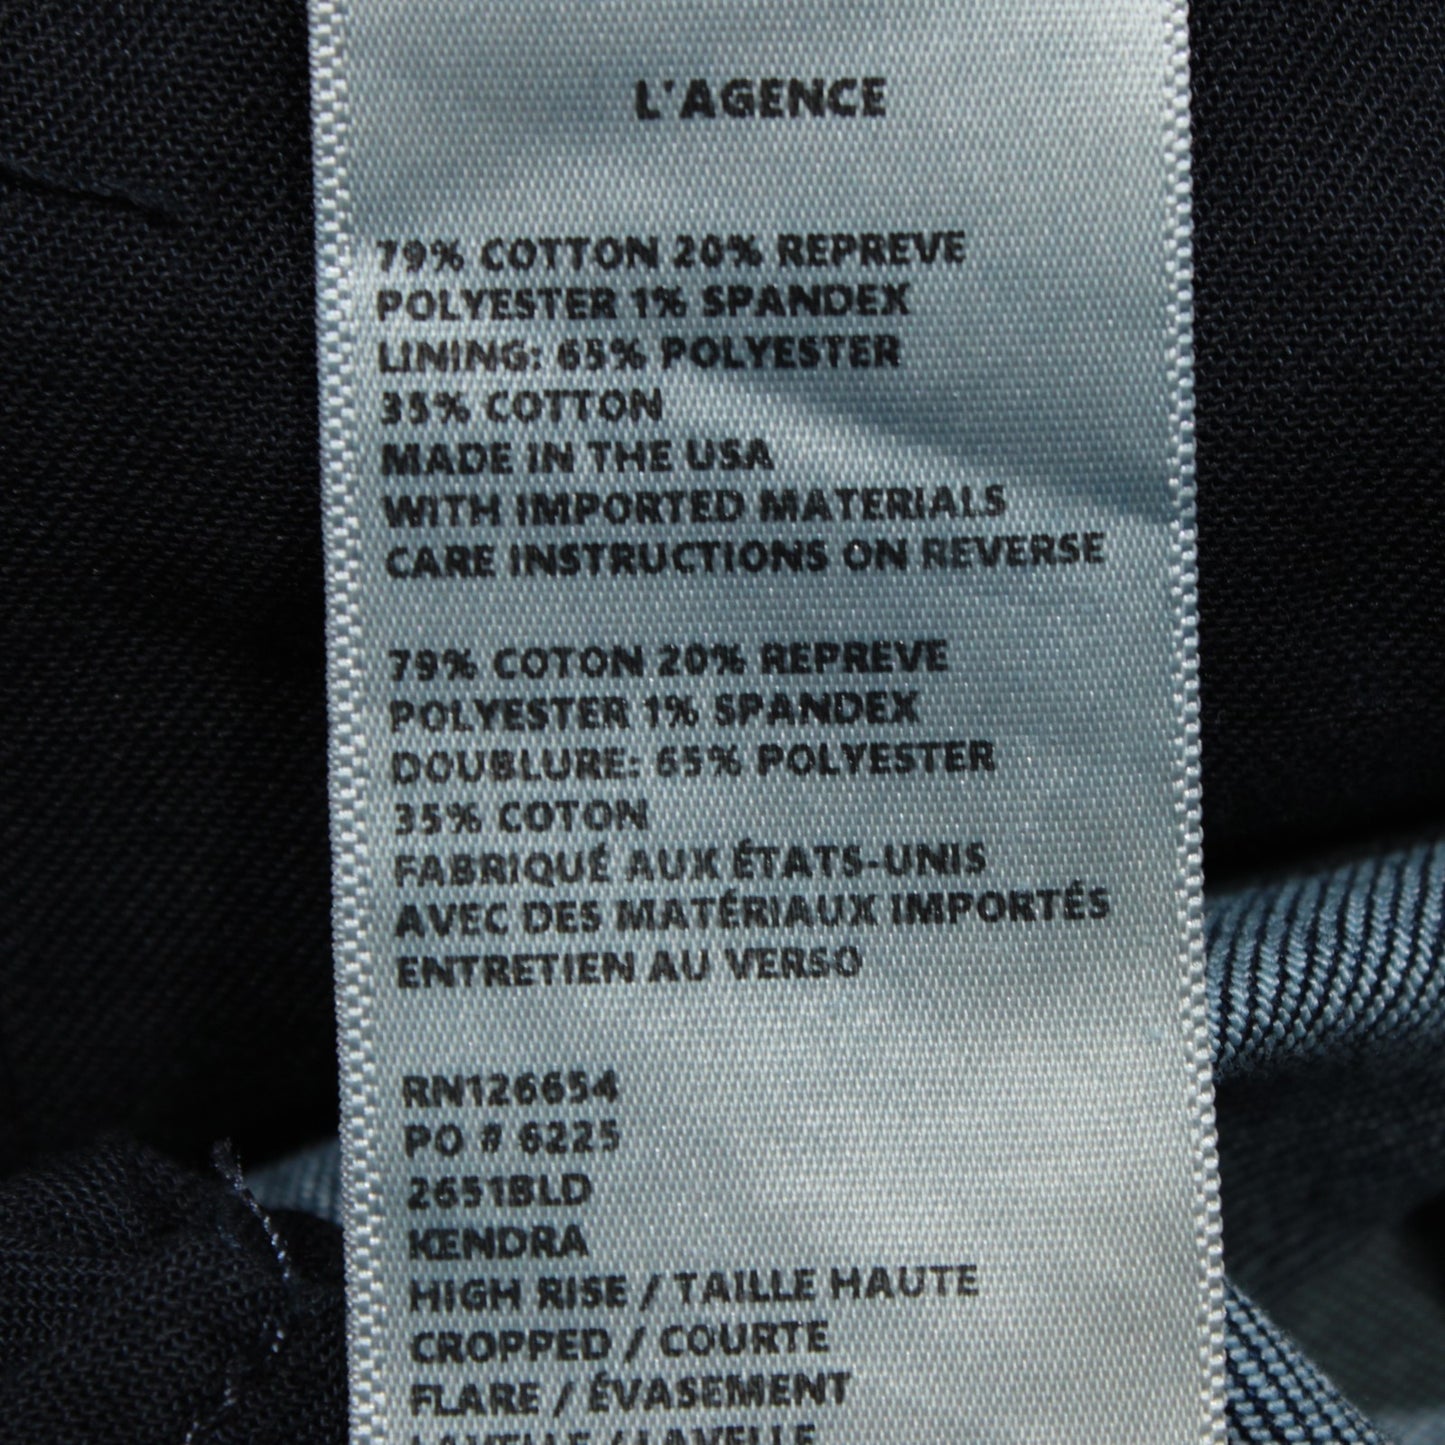 L'AGENCE
79% COTTON 20% REPREVE
POLYESTER 1% SPANDEX
LINING: 65% POLYESTER
35% COTTON
MADE IN THE USA
WITH IMPORTED MATERIALS
CARE INSTRUCTIONS ON REVERSE
79% COTON 20% REPREVE
POLYESTER 1% SPANDEX
DOUBLURE: 65% POLYESTER
35% COTON
FABRIQUÉ AUX ÉTATS-UNIS
AVEC DES MATÉRIAUX IMPORTÉS
ENTRETIEN AU VERSO
RN126654
PO # 6225
2651BLD
KENDRA
HIGH RISE / TAILLE HAUTE
CROPPED / COURTE
FLARE / ÉVASEMENT
LAVELLE / LAVELLE